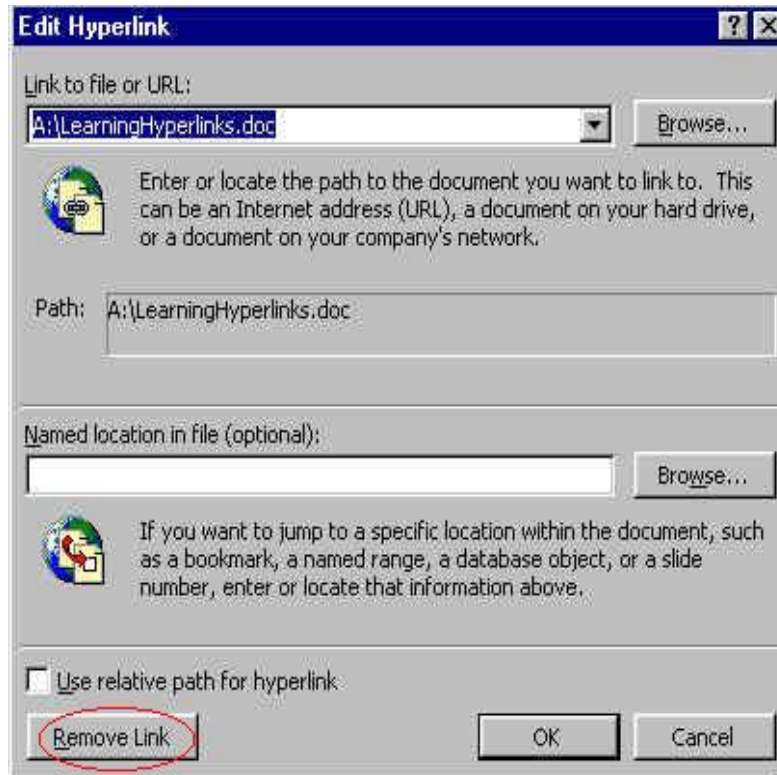 Edit Hyperlink
Link to file or URL:
A:\LearningHyperlinks.doc
Browse...
Enter or locate the path to the document you want to link to. This
can be an Internet address (URL), a document on your hard drive,
or a document on your company's network.
Path: A:\LearningHyperlinks.doc
Named location in file (optional):
Browse...
If you want to jump to a specific location within the document, such
as a bookmark, a named range, a database object, or a slide
number, enter or locate that information above.
Use relative path for hyperlink
Remove Link OK Cancel